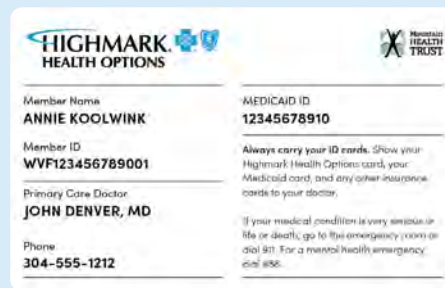 HIGHMARK.
HEALTH OPTIONS
Mountain
HEALTH
TRUST
Member Name
ANNIE KOOLWINK
Member ID
WVF123456789001
Primary Care Doctor
JOHN DENVER, MD
Phone
304-555-1212
MEDICAID ID
12345678910
Always carry your ID cards. Show your
Highmark Health Options card, your
Medicaid card, and any other insurance
cards to your doctor.
If your medical condition is very serious or
life or death, go to the emergency room or
dial 911. For a mental health emergency
dial 988.